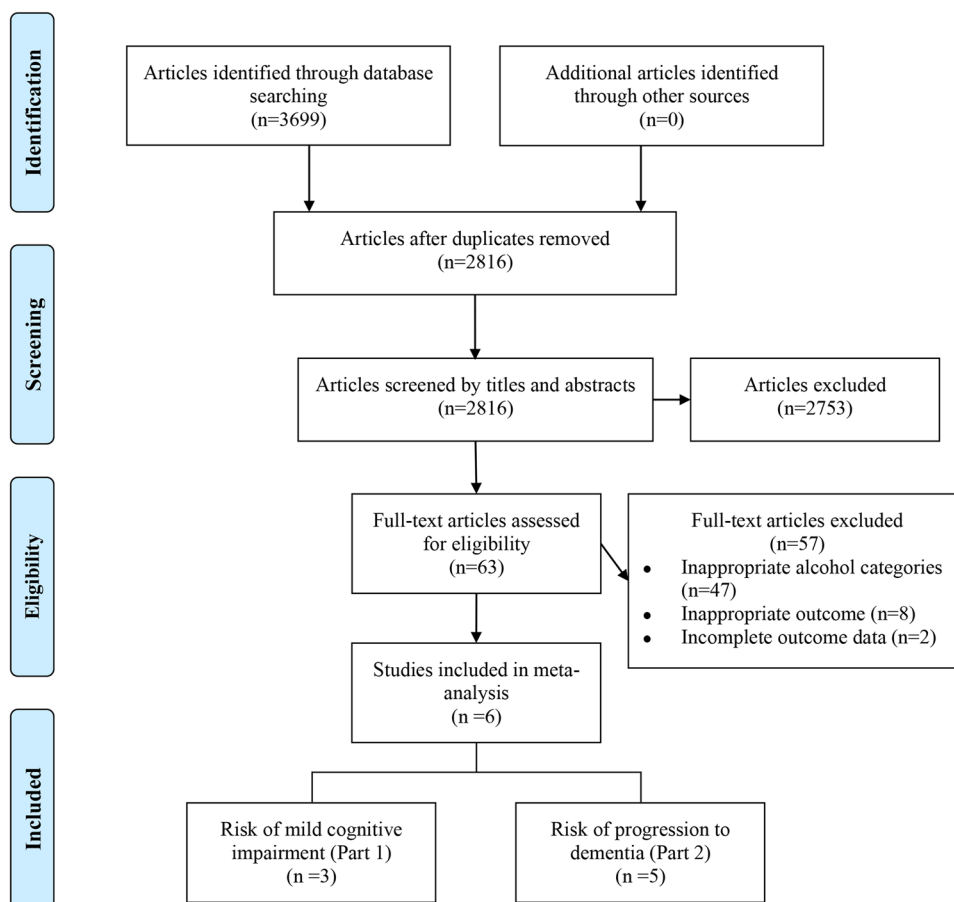 Identification
Articles identified through database
searching
(n=3699)
Additional articles identified
through other sources
(n=0)
Articles after duplicates removed
(n=2816)
Screening
Articles screened by titles and abstracts
(n=2816)
Articles excluded
(n=2753)
Eligibility
Full-text articles assessed
for eligibility
(n=63)
Full-text articles excluded
(n=57)
• Inappropriate alcohol categories
(n=47)
• Inappropriate outcome (n=8)
• Incomplete outcome data (n=2)
Studies included in meta-
analysis
(n =6)
Included
Risk of mild cognitive
impairment (Part 1)
(n =3)
Risk of progression to
dementia (Part 2)
(n =5)